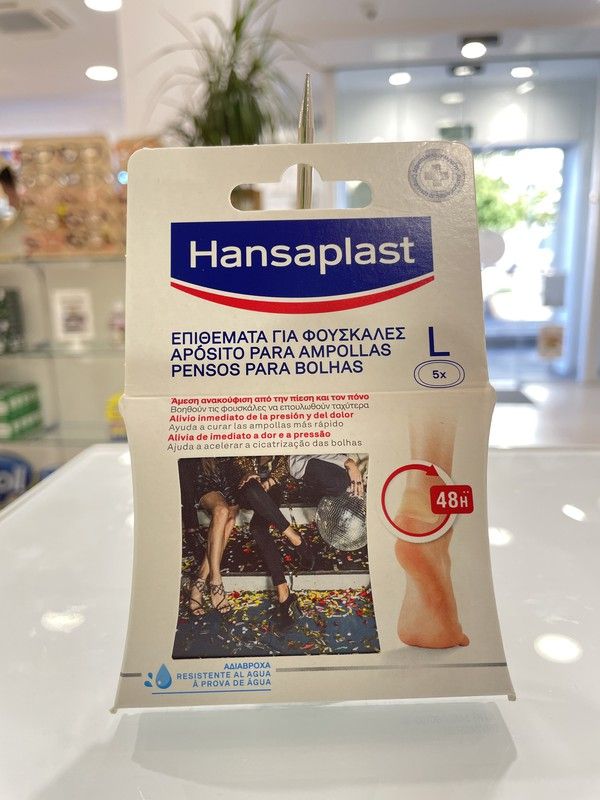 Hansaplast
ΕΠΙΘΕΜΑΤΑ ΓΙΑ ΦΟΥΣΚΑΛΕΣ
APÓSITO PARA AMPOLLAS
PENSOS PARA BOLHAS
L
5x
Άμεση ανακούφιση από την πίεση και τον πόνο
Βοηθούν τις φουσκάλες να επουλωθούν ταχύτερα
Alivio inmediato de la presión y del dolor
Ayuda a curar las ampollas más rápido
Alivia de imediato a dor e a pressão
Ajuda a acelerar a cicatrização das bolhas
48H
ΑΔΙΑΒΡΟΧΑ
RESISTENTE AL AGUA
À PROVA DE ÁGUA